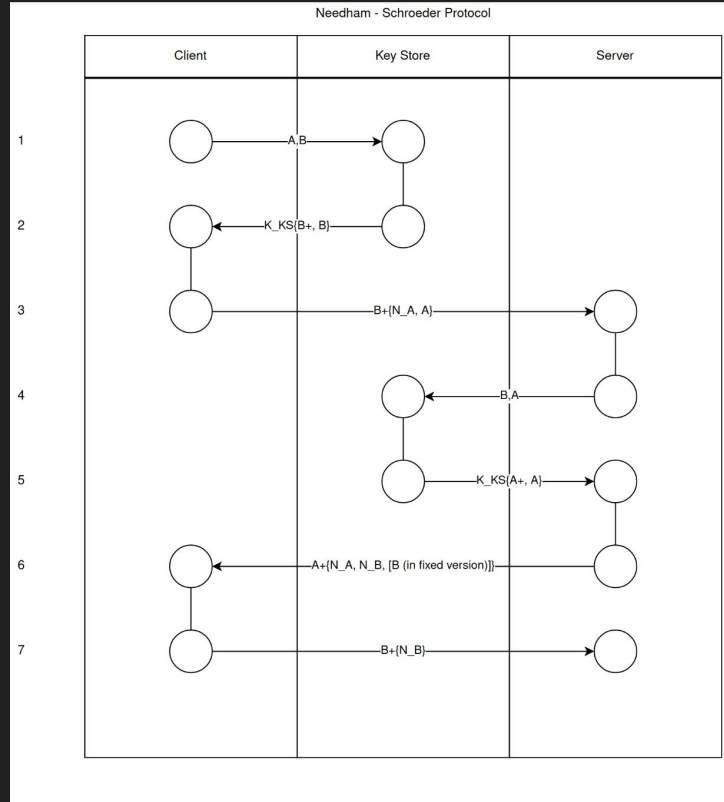 Needham - Schroeder Protocol
Client
Key Store
Server
1
A,B
2
K_KS{B+, B}
3
B+{N_A, A}
4
B,A
5
K_KS{A+, A}
6
A+{N_A, N_B, [B (in fixed version)]}
7
B+{N_B}